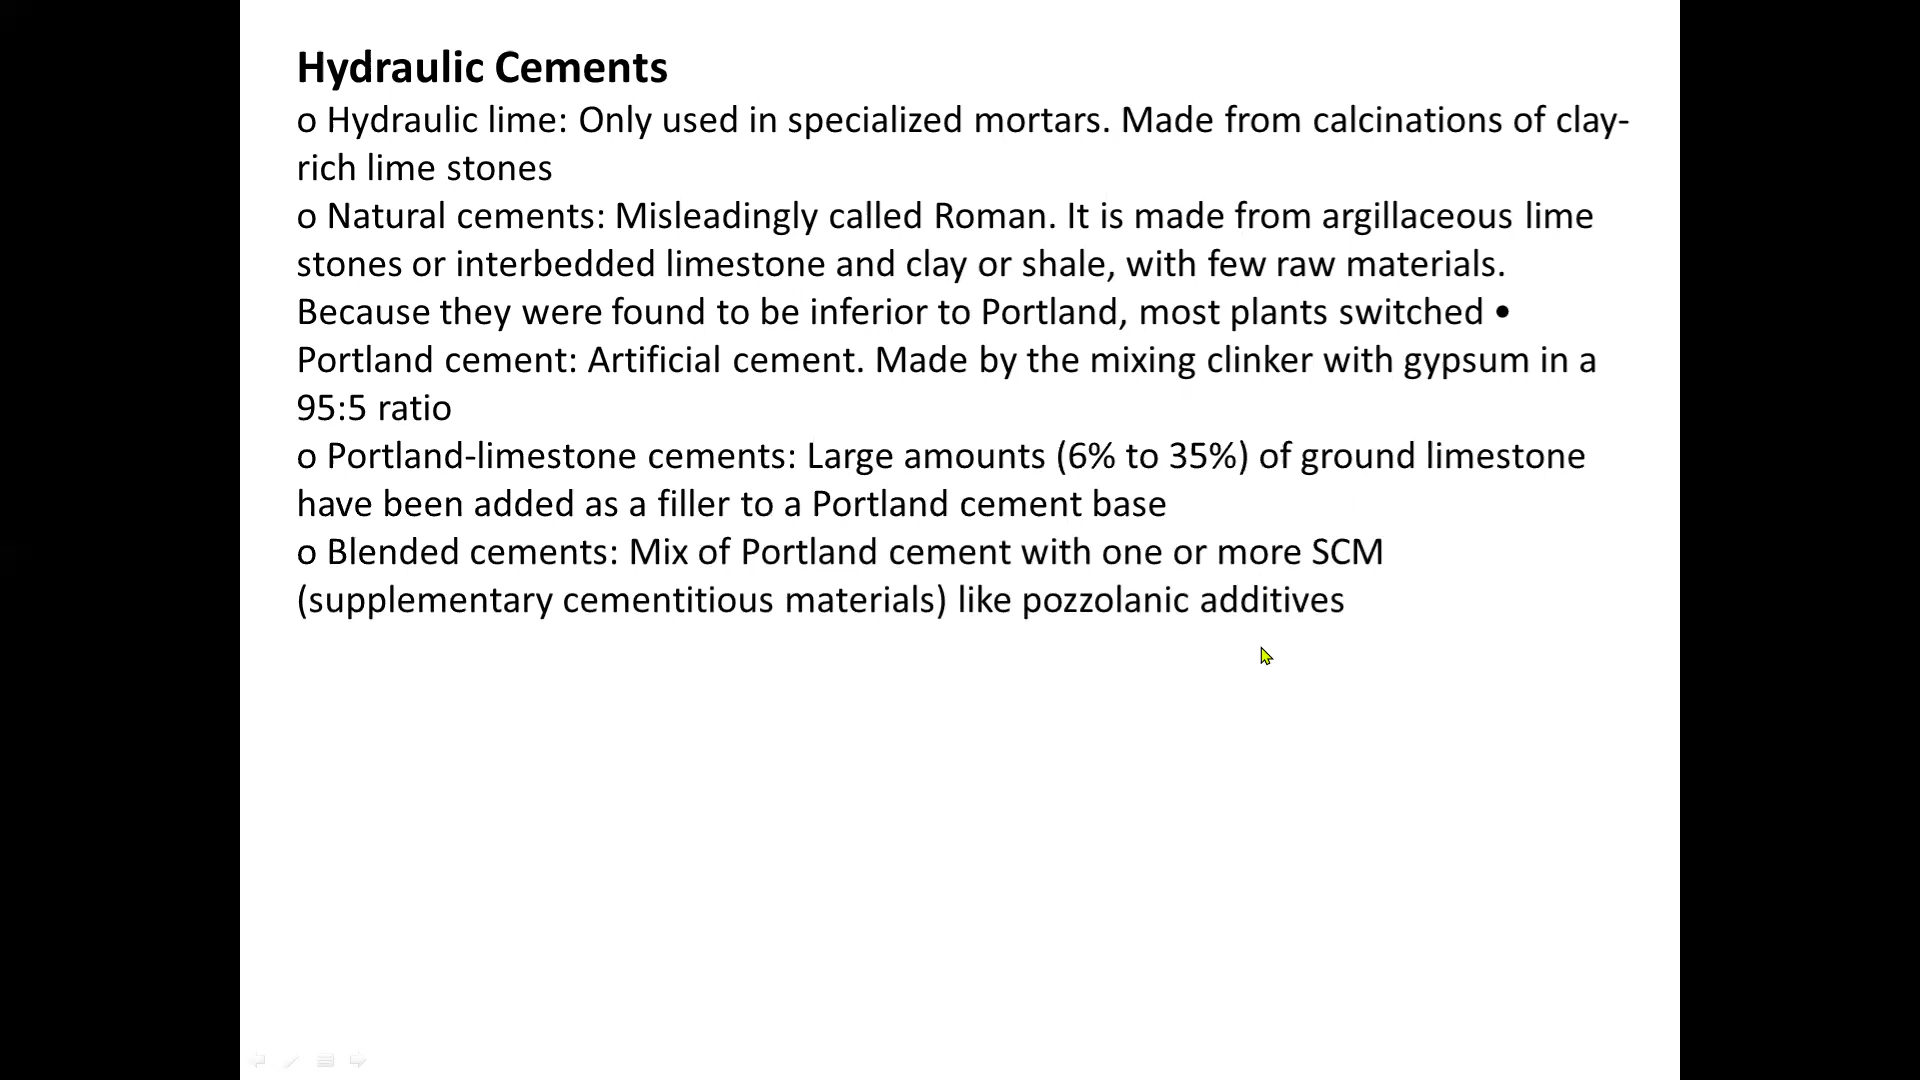 Hydraulic Cements
o Hydraulic lime: Only used in specialized mortars. Made from calcinations of clay-
rich lime stones
o Natural cements: Misleadingly called Roman. It is made from argillaceous lime
stones or interbedded limestone and clay or shale, with few raw materials.
Because they were found to be inferior to Portland, most plants switched •
Portland cement: Artificial cement. Made by the mixing clinker with gypsum in a
95:5 ratio
o Portland-limestone cements: Large amounts (6% to 35%) of ground limestone
have been added as a filler to a Portland cement base
o Blended cements: Mix of Portland cement with one or more SCM
(supplementary cementitious materials) like pozzolanic additives